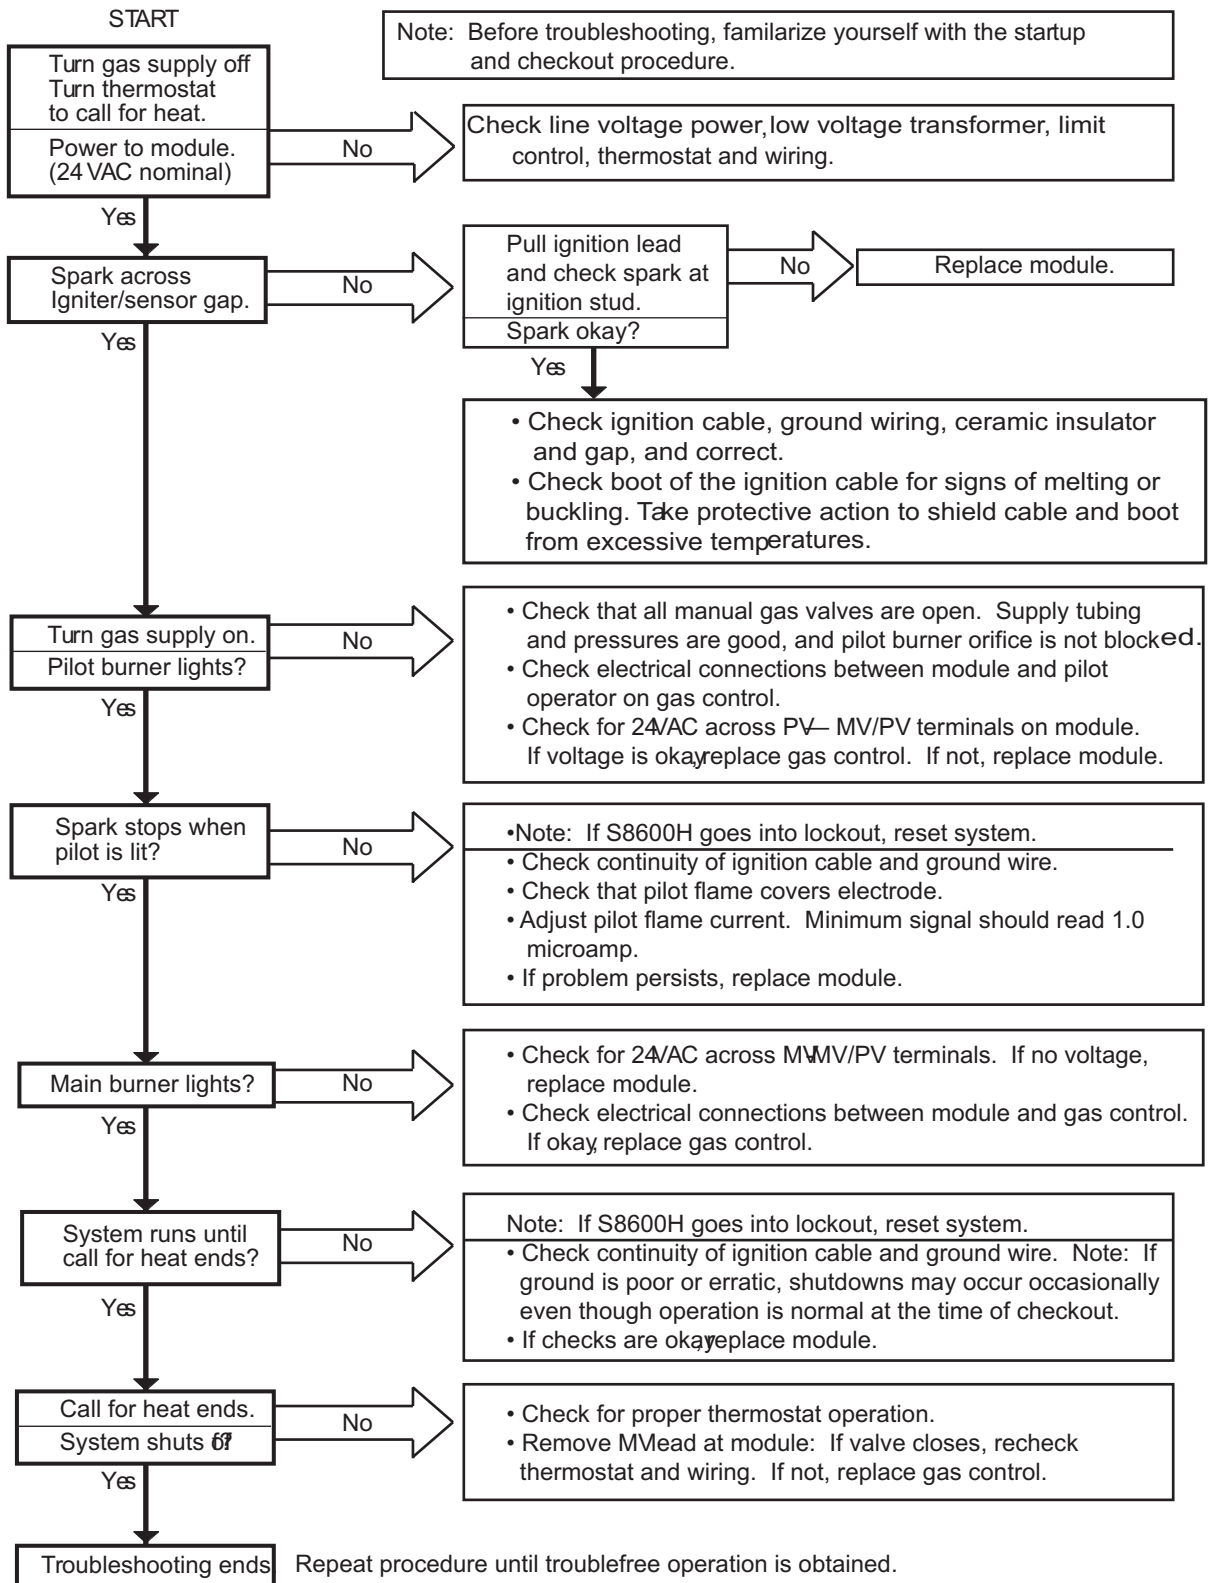 START
Note: Before troubleshooting, familarize yourself with the startup
and checkout procedure.
Turn gas supply off
Turn thermostat
to call for heat.
Power to module.
(24 VAC nominal)
No
Check line voltage power, low voltage transformer, limit
control, thermostat and wiring.
Yes
Spark across
Igniter/sensor gap.
No
Pull ignition lead
and check spark at
ignition stud.
Spark okay?
No
Replace module.
Yes
Yes
• Check ignition cable, ground wiring, ceramic insulator
and gap, and correct.
• Check boot of the ignition cable for signs of melting or
buckling. Take protective action to shield cable and boot
from excessive temperatures.
Turn gas supply on.
Pilot burner lights?
No
• Check that all manual gas valves are open. Supply tubing
and pressures are good, and pilot burner orifice is not blocked.
• Check electrical connections between module and pilot
operator on gas control.
• Check for 24VAC across PV— MV/PV terminals on module.
If voltage is okay, replace gas control. If not, replace module.
Yes
Spark stops when
pilot is lit?
No
•Note: If S8600H goes into lockout, reset system.
• Check continuity of ignition cable and ground wire.
• Check that pilot flame covers electrode.
• Adjust pilot flame current. Minimum signal should read 1.0
microamp.
• If problem persists, replace module.
Yes
Main burner lights?
No
• Check for 24VAC across MV-MV/PV terminals. If no voltage,
replace module.
• Check electrical connections between module and gas control.
If okay, replace gas control.
Yes
System runs until
call for heat ends?
No
Note: If S8600H goes into lockout, reset system.
• Check continuity of ignition cable and ground wire. Note: If
ground is poor or erratic, shutdowns may occur occasionally
even though operation is normal at the time of checkout.
• If checks are okay, replace module.
Yes
Call for heat ends.
System shuts off?
No
• Check for proper thermostat operation.
• Remove MV lead at module: If valve closes, recheck
thermostat and wiring. If not, replace gas control.
Yes
Troubleshooting ends
Repeat procedure until troublefree operation is obtained.